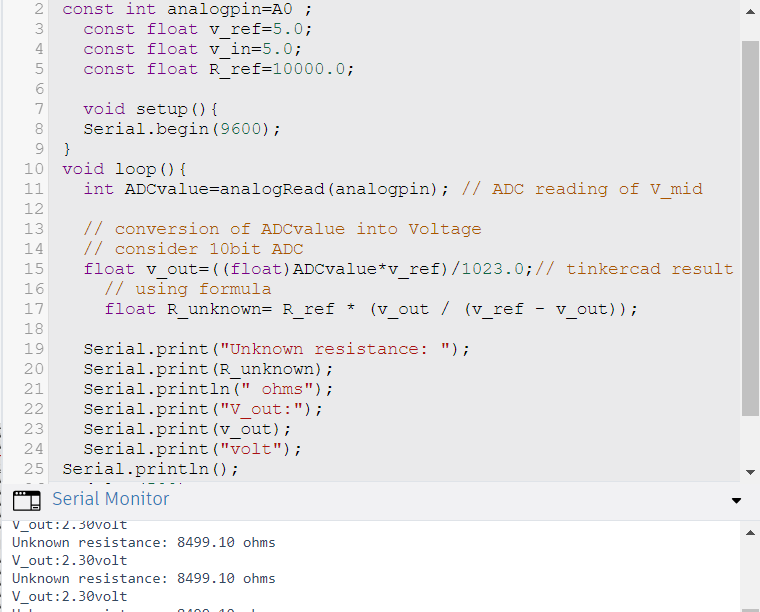 2 const int analogpin=A0 ;
3 const float v_ref=5.0;
4 const float v_in=5.0;
5 const float R_ref=10000.0;
6
7 void setup(){
8 Serial.begin(9600);
9 }
10 void loop(){
11 int ADCvalue=analogRead(analogpin); // ADC reading of V_mid
12
13 // conversion of ADCvalue into Voltage
14 // consider 10bit ADC
15 float v_out=((float)ADCvalue*v_ref)/1023.0;// tinkercad result
16 // using formula
17 float R_unknown= R_ref * (v_out / (v_ref - v_out));
18
19 Serial.print("Unknown resistance: ");
20 Serial.print(R_unknown);
21 Serial.println(" ohms");
22 Serial.print("V_out:");
23 Serial.print(v_out);
24 Serial.print("volt");
25 Serial.println();
Serial Monitor
V_out:2.30volt
Unknown resistance: 8499.10 ohms
V_out:2.30volt
Unknown resistance: 8499.10 ohms
V_out:2.30volt